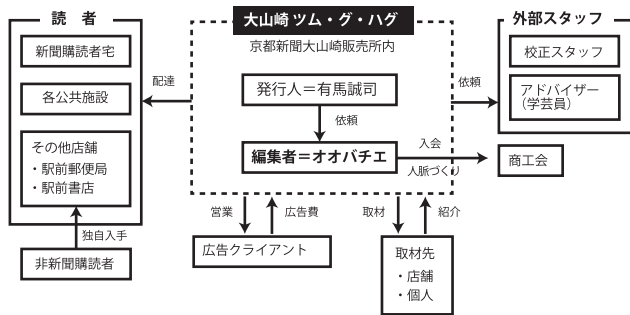 読者
新聞購読者宅
各公共施設
その他店舗
・駅前郵便局
・駅前書店
独自入手
非新聞購読者
配達
大山崎 ツム・グ・ハグ
京都新聞大山崎販売所内
発行人＝有馬誠司
依頼
編集者＝オオバチエ
営業
広告費
広告クライアント
取材
紹介
取材先
・店舗
・個人
依頼
入会
人脈づくり
外部スタッフ
校正スタッフ
アドバイザー
（学芸員）
商工会